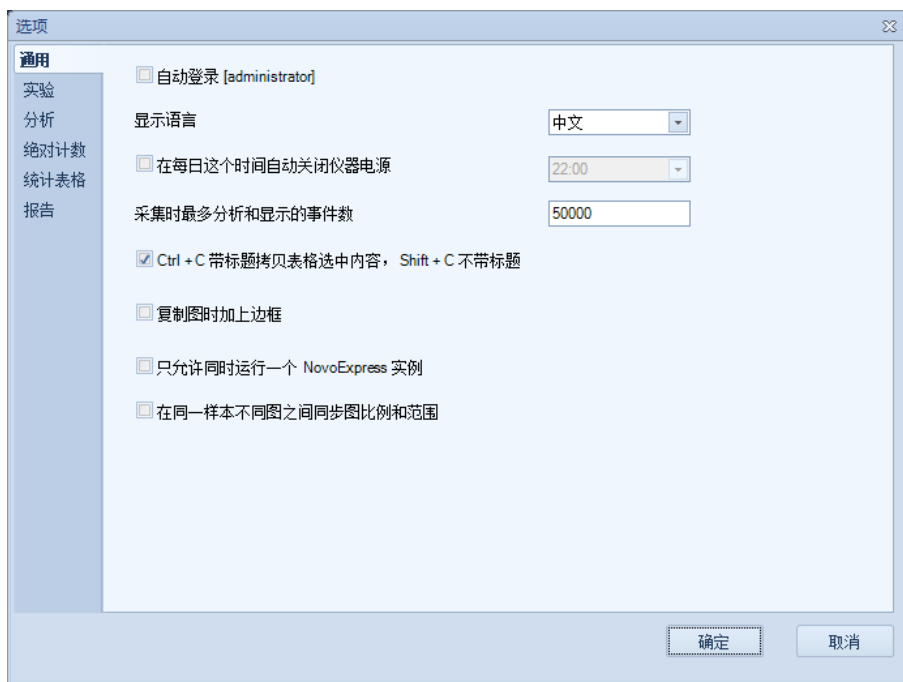 选项
通用
实验
分析
绝对计数
统计表格
报告
自动登录 [administrator]
显示语言 中文
在每日这个时间自动关闭仪器电源 22:00
采集时最多分析和显示的事件数 50000
Ctrl + C 带标题拷贝表格选中内容，Shift + C 不带标题
复制图时加上边框
只允许同时运行一个 NovoExpress 实例
在同一样本不同图之间同步图比例和范围
确定 取消